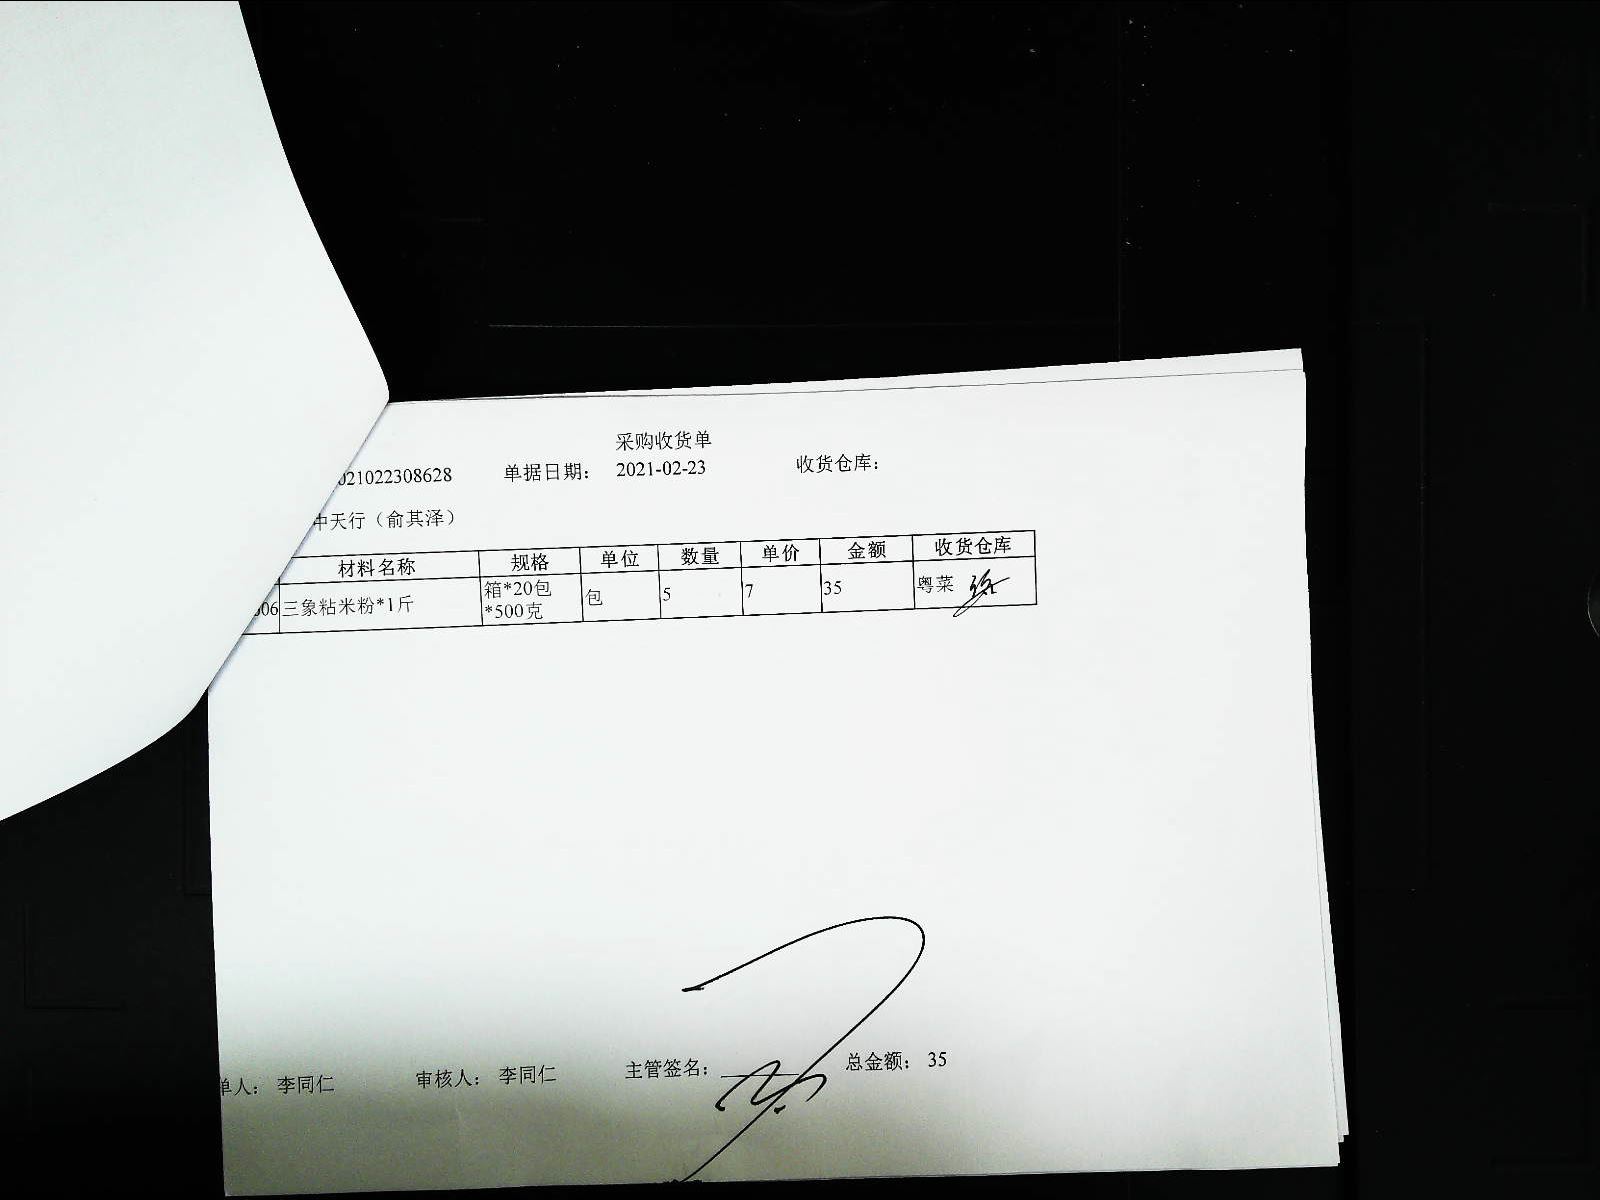 采购收货单
021022308628 单据日期: 2021-02-23 收货仓库:
中天行（俞其泽）
材料名称 规格 单位 数量 单价 金额 收货仓库
06 三象粘米粉*1斤 箱*20包 包 5 7 35 粤菜
*500克
单人: 李同仁 审核人: 李同仁 主管签名: 总金额: 35